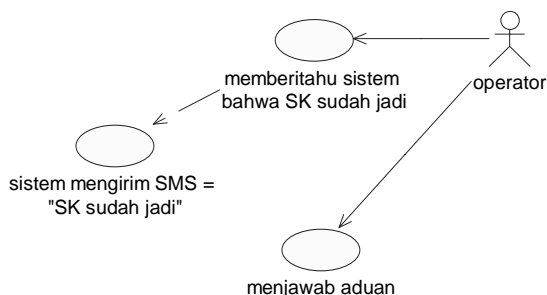 memberitahu sistem
bahwa SK sudah jadi
operator
sistem mengirim SMS =
"SK sudah jadi"
menjawab aduan